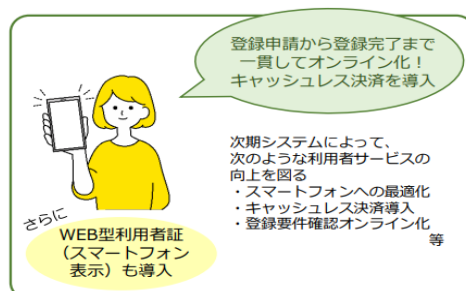 登録申請から登録完了まで
一貫してオンライン化！
キャッシュレス決済を導入
次期システムによって、
次のような利用者サービスの
向上を図る
・スマートフォンへの最適化
・キャッシュレス決済導入
・登録要件確認オンライン化
等
さらに
WEB型利用者証
（スマートフォン
表示）も導入